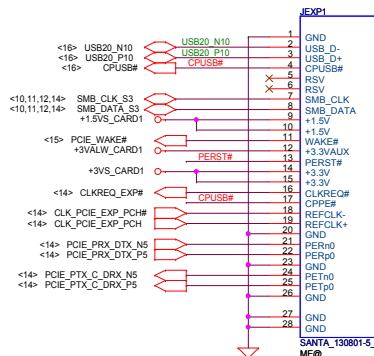 JEXP1
1 GND
<16> USB20_N10 USB20_N10 2 USB_D-
<16> USB20_P10 USB20_P10 3 USB_D+
<16> CPUSB# CPUSB# 4 CPUSB#
5 RSV
6 RSV
<10,11,12,14> SMB_CLK_S3 7 SMB_CLK
<10,11,12,14> SMB_DATA_S3 8 SMB_DATA
+1.5VS_CARD1 9 +1.5V
10 +1.5V
<15> PCIE_WAKE# 11 WAKE#
+3VALW_CARD1 12 +3.3VAUX
PERST# 13 PERST#
+3VS_CARD1 14 +3.3V
15 +3.3V
<14> CLKREQ_EXP# 16 CLKREQ#
CPUSB# 17 CPPE#
<14> CLK_PCIE_EXP_PCH# 18 REFCLK-
<14> CLK_PCIE_EXP_PCH 19 REFCLK+
20 GND
<14> PCIE_PRX_DTX_N5 21 PERn0
<14> PCIE_PRX_DTX_P5 22 PERp0
23 GND
<14> PCIE_PTX_C_DRX_N5 24 PETn0
<14> PCIE_PTX_C_DRX_P5 25 PETp0
26 GND
27 GND
28 GND
SANTA_130801-5_
ME@